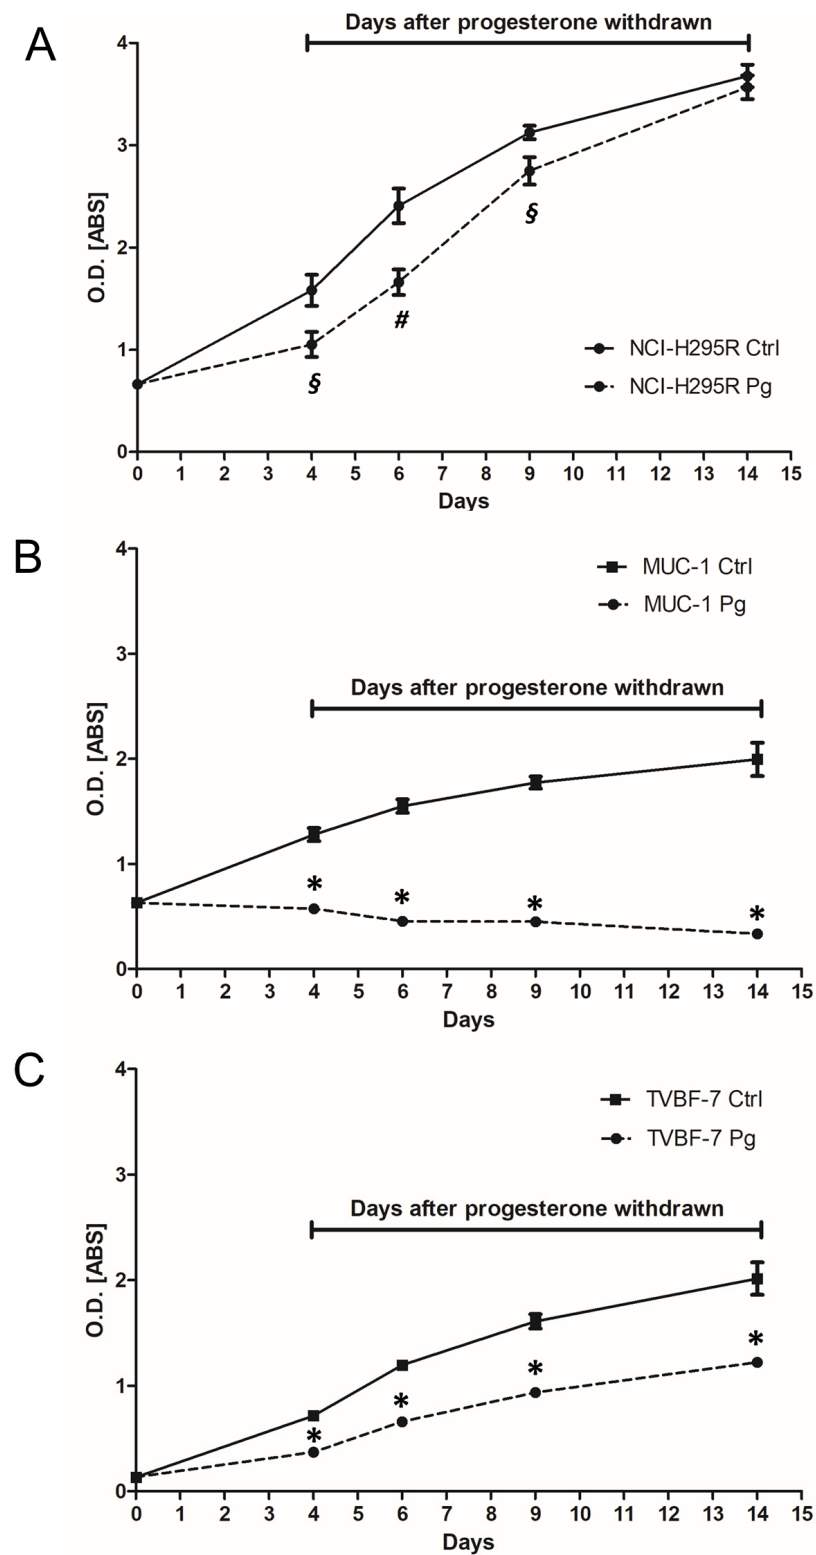 A
Days after progesterone withdrawn
4
3
2
1
0
O.D. [ABS]
§
#
§
NCI-H295R Ctrl
NCI-H295R Pg
0 1 2 3 4 5 6 7 8 9 10 11 12 13 14 15
Days
B
MUC-1 Ctrl
MUC-1 Pg
Days after progesterone withdrawn
4
3
2
1
0
O.D. [ABS]
* * * *
0 1 2 3 4 5 6 7 8 9 10 11 12 13 14 15
Days
C
TVBF-7 Ctrl
TVBF-7 Pg
Days after progesterone withdrawn
4
3
2
1
0
O.D. [ABS]
* * * *
0 1 2 3 4 5 6 7 8 9 10 11 12 13 14 15
Days